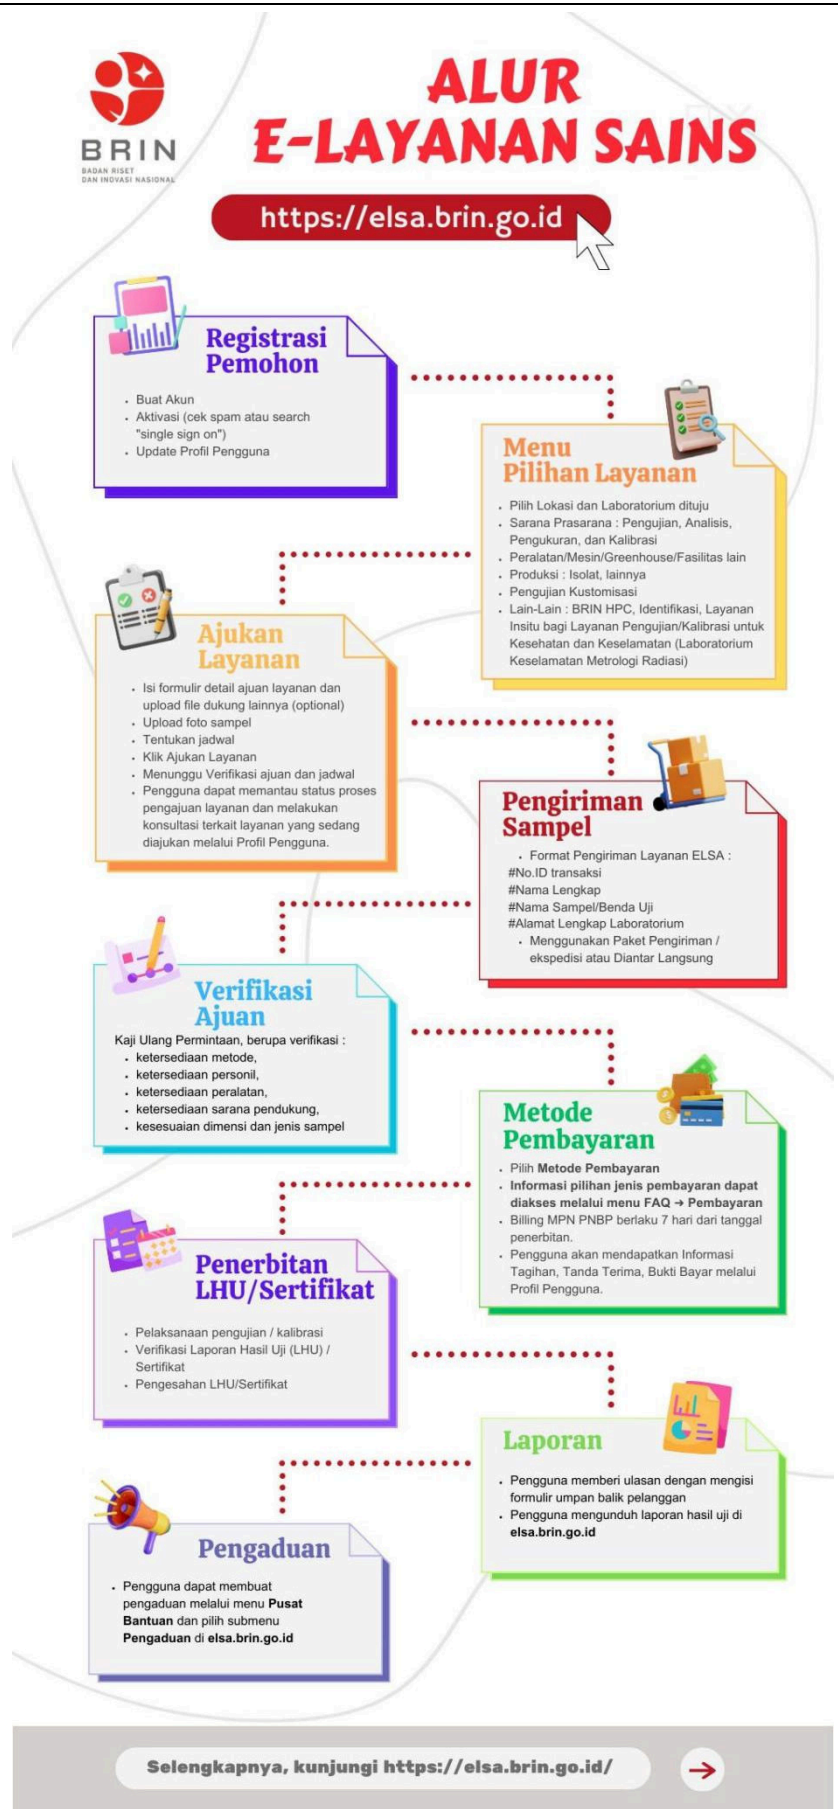 BRIN
BADAN RISET
DAN INOVASI NASIONAL
ALUR
E-LAYANAN SAINS
https://elsa.brin.go.id
Registrasi
Pemohon
• Buat Akun
• Aktivasi (cek spam atau search
"single sign on")
• Update Profil Pengguna
Menu
Pilihan Layanan
• Pilih Lokasi dan Laboratorium dituju
• Sarana Prasarana : Pengujian, Analisis,
Pengukuran, dan Kalibrasi
• Peralatan/Mesin/Greenhouse/Fasilitas lain
• Produksi : Isolat, lainnya
• Pengujian Kustomisasi
• Lain-Lain : BRIN HPC, Identifikasi, Layanan
Insitu bagi Layanan Pengujian/Kalibrasi untuk
Kesehatan dan Keselamatan (Laboratorium
Keselamatan Metrologi Radiasi)
Ajukan
Layanan
• Isi formulir detail ajuan layanan dan
upload file dukung lainnya (optional)
• Upload foto sampel
• Tentukan jadwal
• Klik Ajukan Layanan
• Menunggu Verifikasi ajuan dan jadwal
• Pengguna dapat memantau status proses
pengajuan layanan dan melakukan
konsultasi terkait layanan yang sedang
diajukan melalui Profil Pengguna.
Pengiriman
Sampel
• Format Pengiriman Layanan ELSA :
#No.ID transaksi
#Nama Lengkap
#Nama Sampel/Benda Uji
#Alamat Lengkap Laboratorium
• Menggunakan Paket Pengiriman /
ekspedisi atau Diantar Langsung
Verifikasi
Ajuan
Kaji Ulang Permintaan, berupa verifikasi :
• ketersediaan metode,
• ketersediaan personil,
• ketersediaan peralatan,
• ketersediaan sarana pendukung,
• kesesuaian dimensi dan jenis sampel
Metode
Pembayaran
• Pilih Metode Pembayaran
• Informasi pilihan jenis pembayaran dapat
diakses melalui menu FAQ → Pembayaran
• Billing MPN PNBP berlaku 7 hari dari tanggal
penerbitan.
• Pengguna akan mendapatkan Informasi
Tagihan, Tanda Terima, Bukti Bayar melalui
Profil Pengguna.
Penerbitan
LHU/Sertifikat
• Pelaksanaan pengujian / kalibrasi
• Verifikasi Laporan Hasil Uji (LHU) /
Sertifikat
• Pengesahan LHU/Sertifikat
Laporan
• Pengguna memberi ulasan dengan mengisi
formulir umpan balik pelanggan
• Pengguna mengunduh laporan hasil uji di
elsa.brin.go.id
Pengaduan
• Pengguna dapat membuat
pengaduan melalui menu Pusat
Bantuan dan pilih submenu
Pengaduan di elsa.brin.go.id
Selengkapnya, kunjungi https://elsa.brin.go.id/